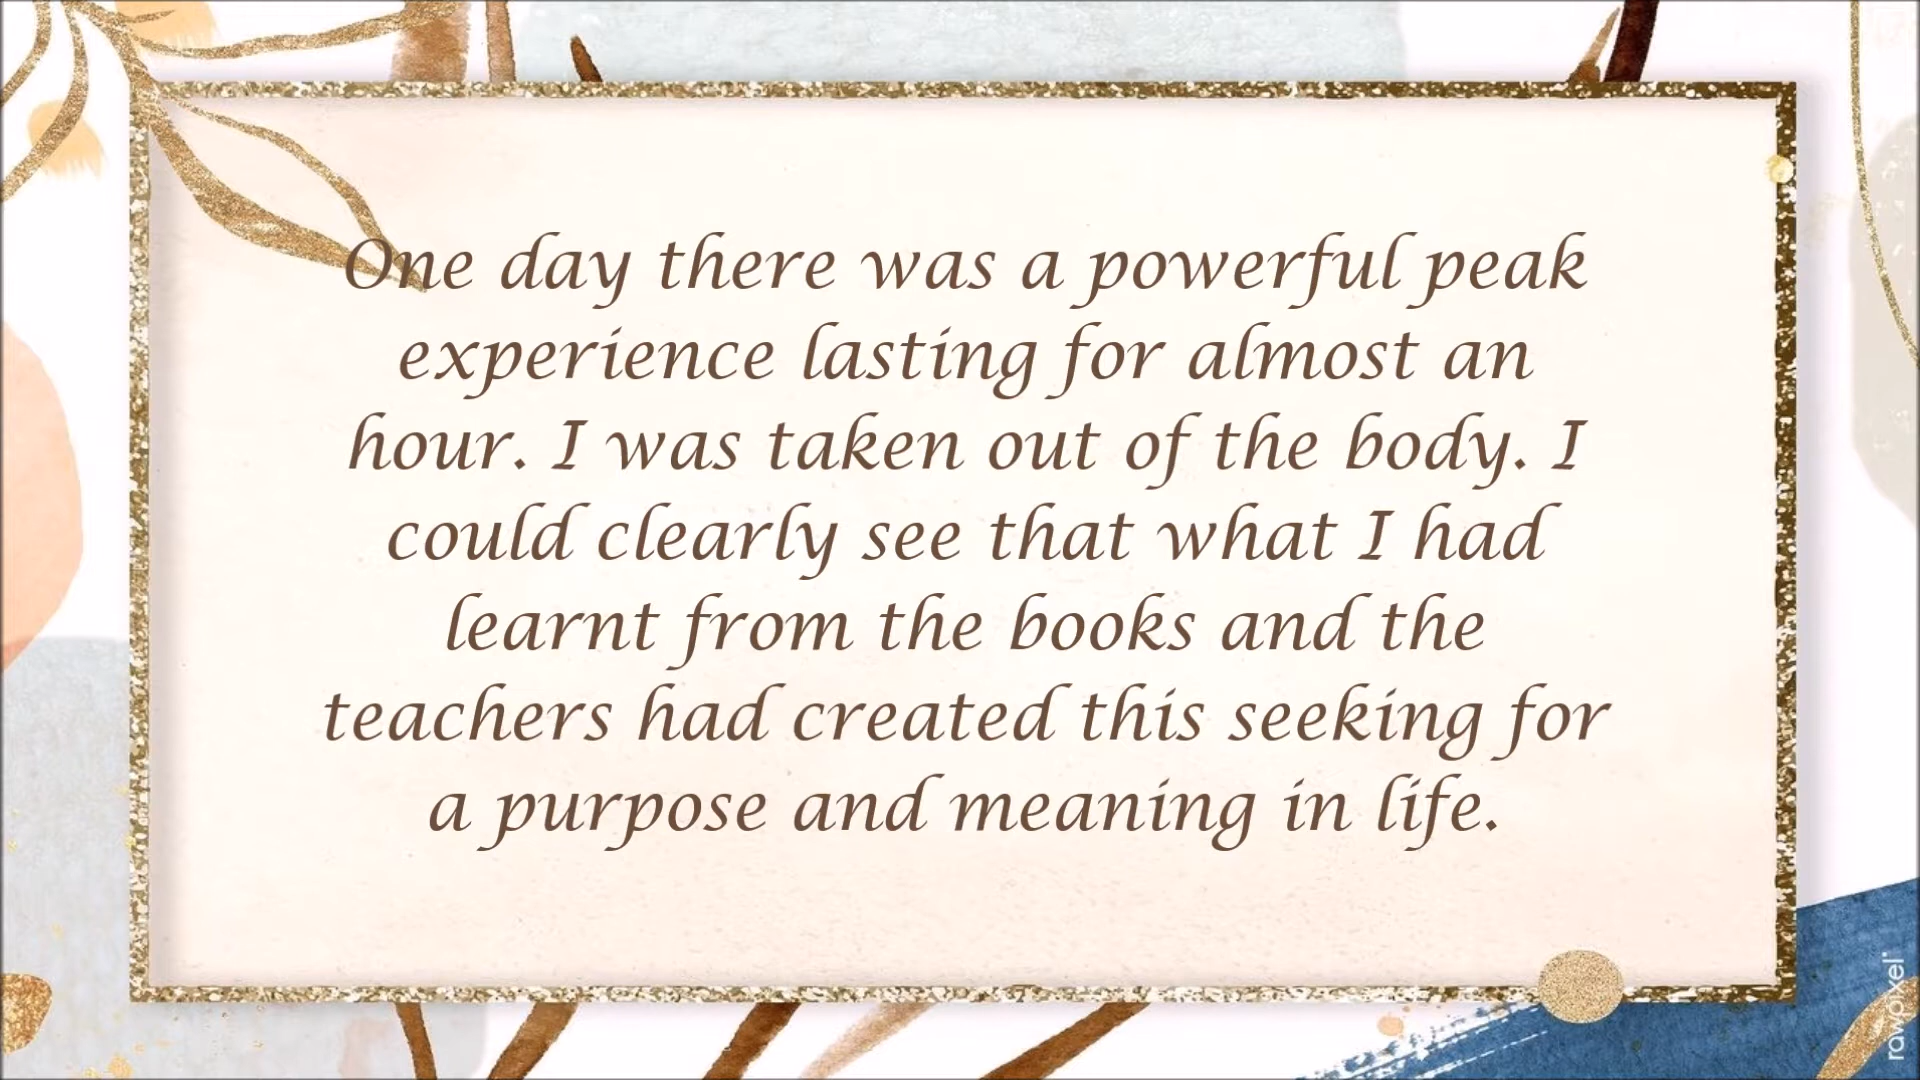 One day there was a powerful peak
experience lasting for almost an
hour. I was taken out of the body. I
could clearly see that what I had
learnt from the books and the
teachers had created this seeking for
a purpose and meaning in life.
rawpixel